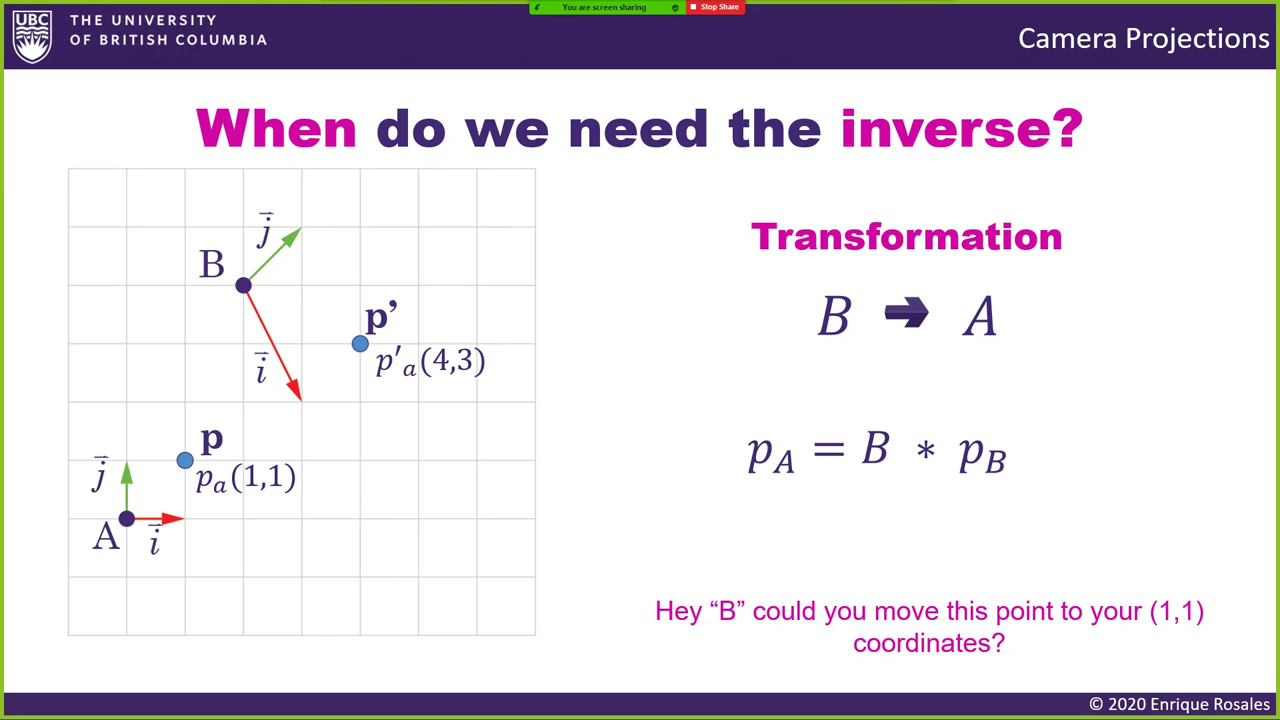 You are screen sharing
Stop Share
UBC
THE UNIVERSITY
OF BRITISH COLUMBIA
Camera Projections
When do we need the inverse?
j
B
i
p’
p′ₐ(4,3)
p
pₐ(1,1)
j
A
i
Transformation
B ➡ A
p_A = B * p_B
Hey “B” could you move this point to your (1,1)
coordinates?
© 2020 Enrique Rosales